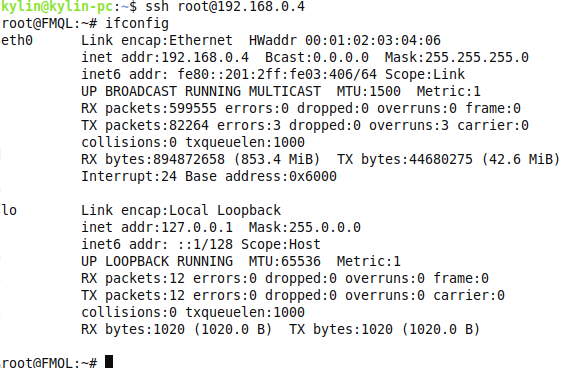 kylin@kylin-pc:~$ ssh root@192.168.0.4
root@FMQL:~# ifconfig
eth0      Link encap:Ethernet  HWaddr 00:01:02:03:04:06
          inet addr:192.168.0.4  Bcast:0.0.0.0  Mask:255.255.255.0
          inet6 addr: fe80::201:2ff:fe03:406/64 Scope:Link
          UP BROADCAST RUNNING MULTICAST  MTU:1500  Metric:1
          RX packets:599555 errors:0 dropped:0 overruns:0 frame:0
          TX packets:82264 errors:3 dropped:0 overruns:3 carrier:0
          collisions:0 txqueuelen:1000
          RX bytes:894872658 (853.4 MiB)  TX bytes:44680275 (42.6 MiB)
          Interrupt:24 Base address:0x6000
lo        Link encap:Local Loopback
          inet addr:127.0.0.1  Mask:255.0.0.0
          inet6 addr: ::1/128 Scope:Host
          UP LOOPBACK RUNNING  MTU:65536  Metric:1
          RX packets:12 errors:0 dropped:0 overruns:0 frame:0
          TX packets:12 errors:0 dropped:0 overruns:0 carrier:0
          collisions:0 txqueuelen:1000
          RX bytes:1020 (1020.0 B)  TX bytes:1020 (1020.0 B)
root@FMQL:~#